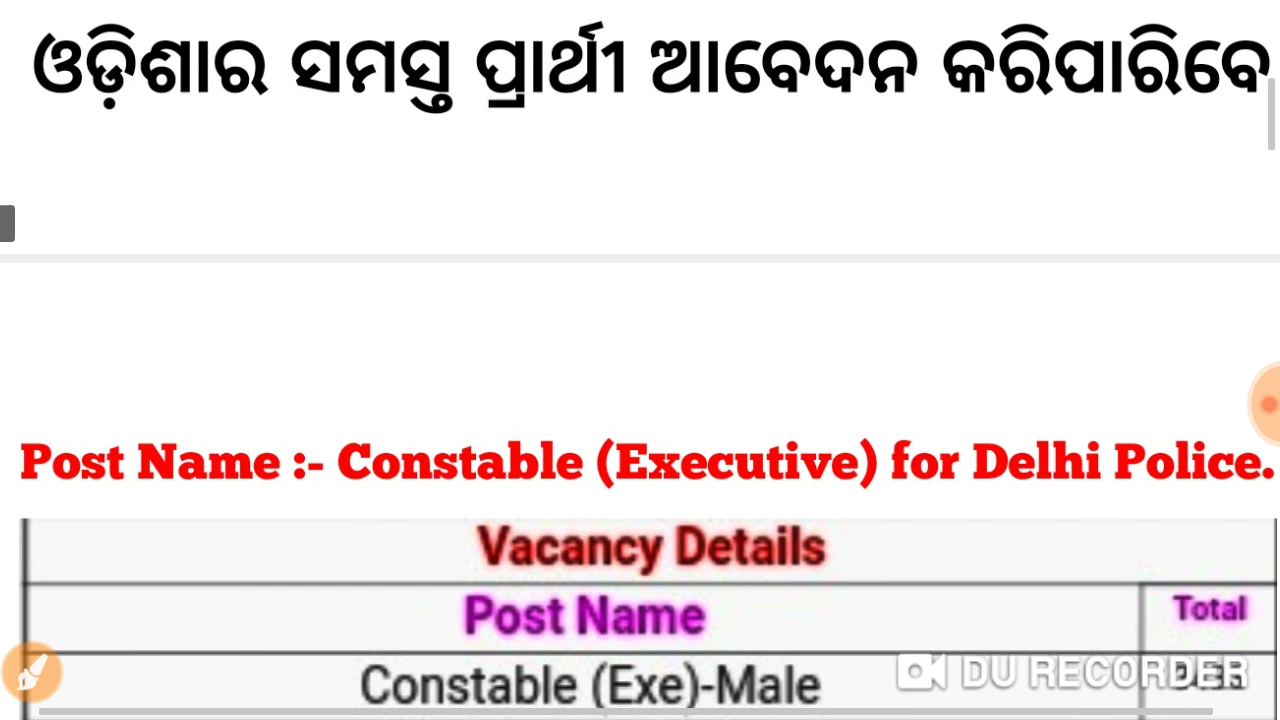 ଓଡ଼ିଶାର ସମସ୍ତ ପ୍ରାର୍ଥୀ ଆବେଦନ କରିପାରିବେ
Post Name :- Constable (Executive) for Delhi Police.
Vacancy Details
Post Name
Total
Constable (Exe)-Male
DU RECORDER